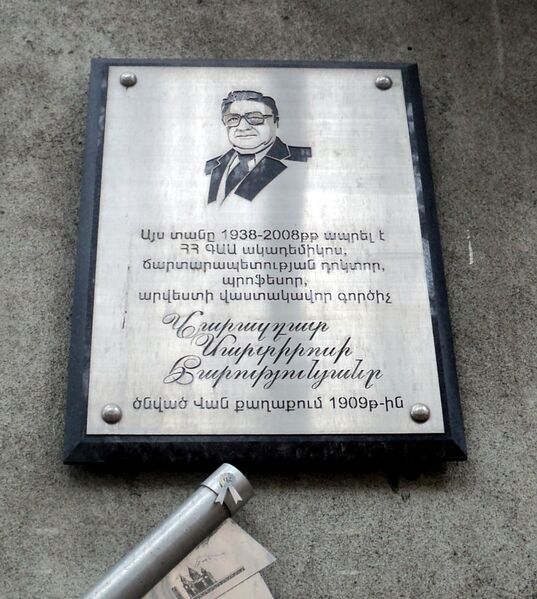 Այս տանը 1938-2008թթ ապրել է
ՀՀ ԳԱԱ ակադեմիկոս,
ճարտարապետության դոկտոր,
պրոֆեսոր,
արվեստի վաստակավոր գործիչ
Վարազդատ
Մարտիրոսի
Հարությունյանը
ծնված Վան քաղաքում 1909թ-ին